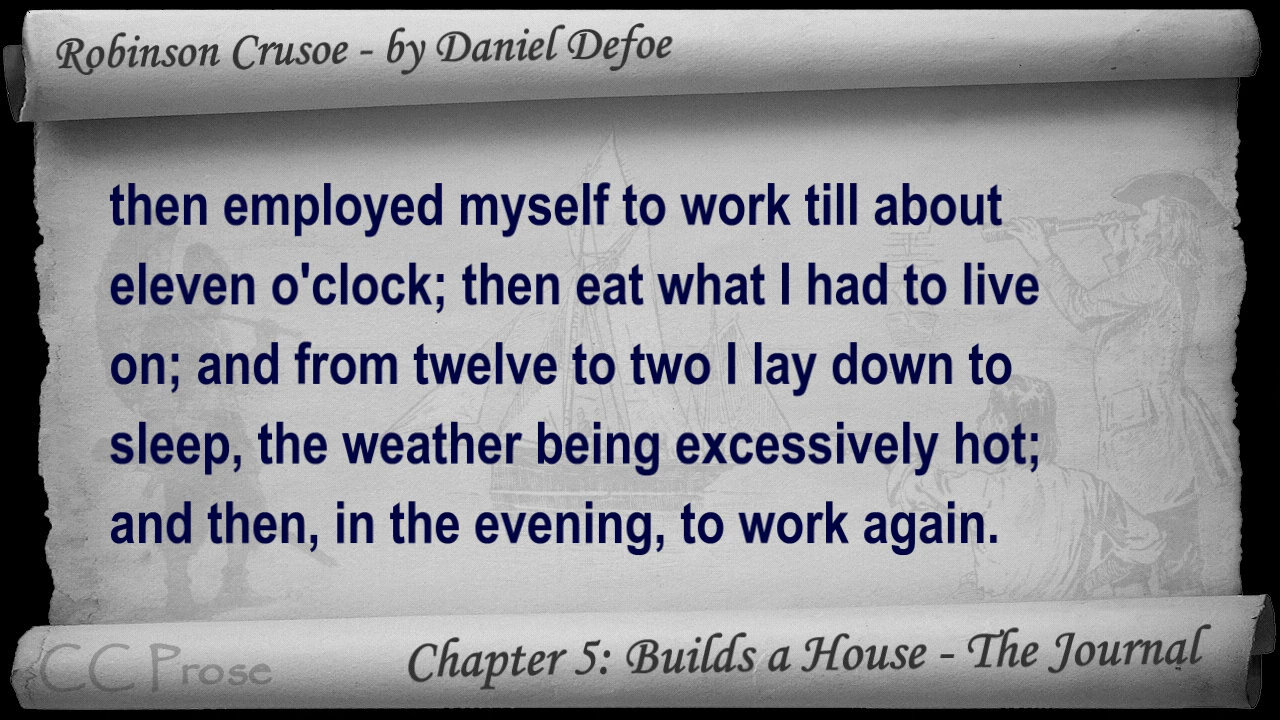 Robinson Crusoe - by Daniel Defoe
then employed myself to work till about
eleven o'clock; then eat what I had to live
on; and from twelve to two I lay down to
sleep, the weather being excessively hot;
and then, in the evening, to work again.
CC Prose
Chapter 5: Builds a House - The Journal